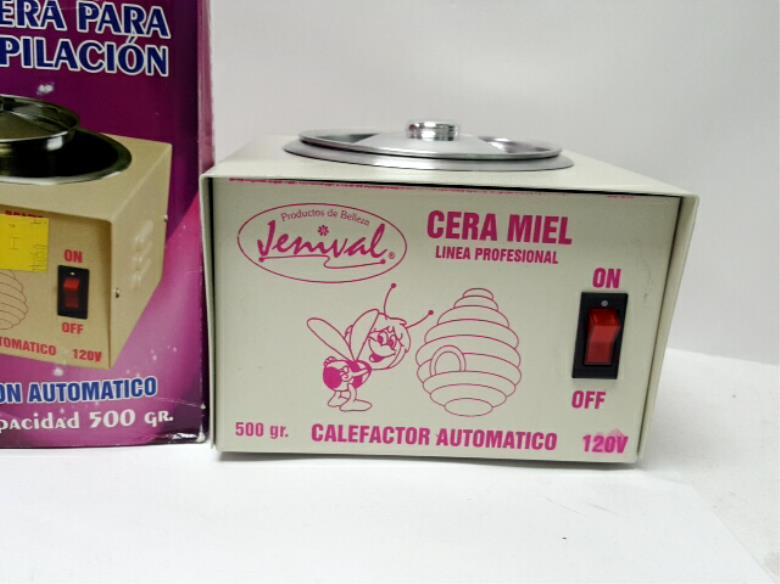 ERA PARA
PILACIÓN
ON
OFF
TOMATICO 120V
ON AUTOMATICO
pacidad 500 GR.
Productos de Belleza
Jenival®
CERA MIEL
LINEA PROFESIONAL
ON
OFF
500 gr. CALEFACTOR AUTOMATICO 120V